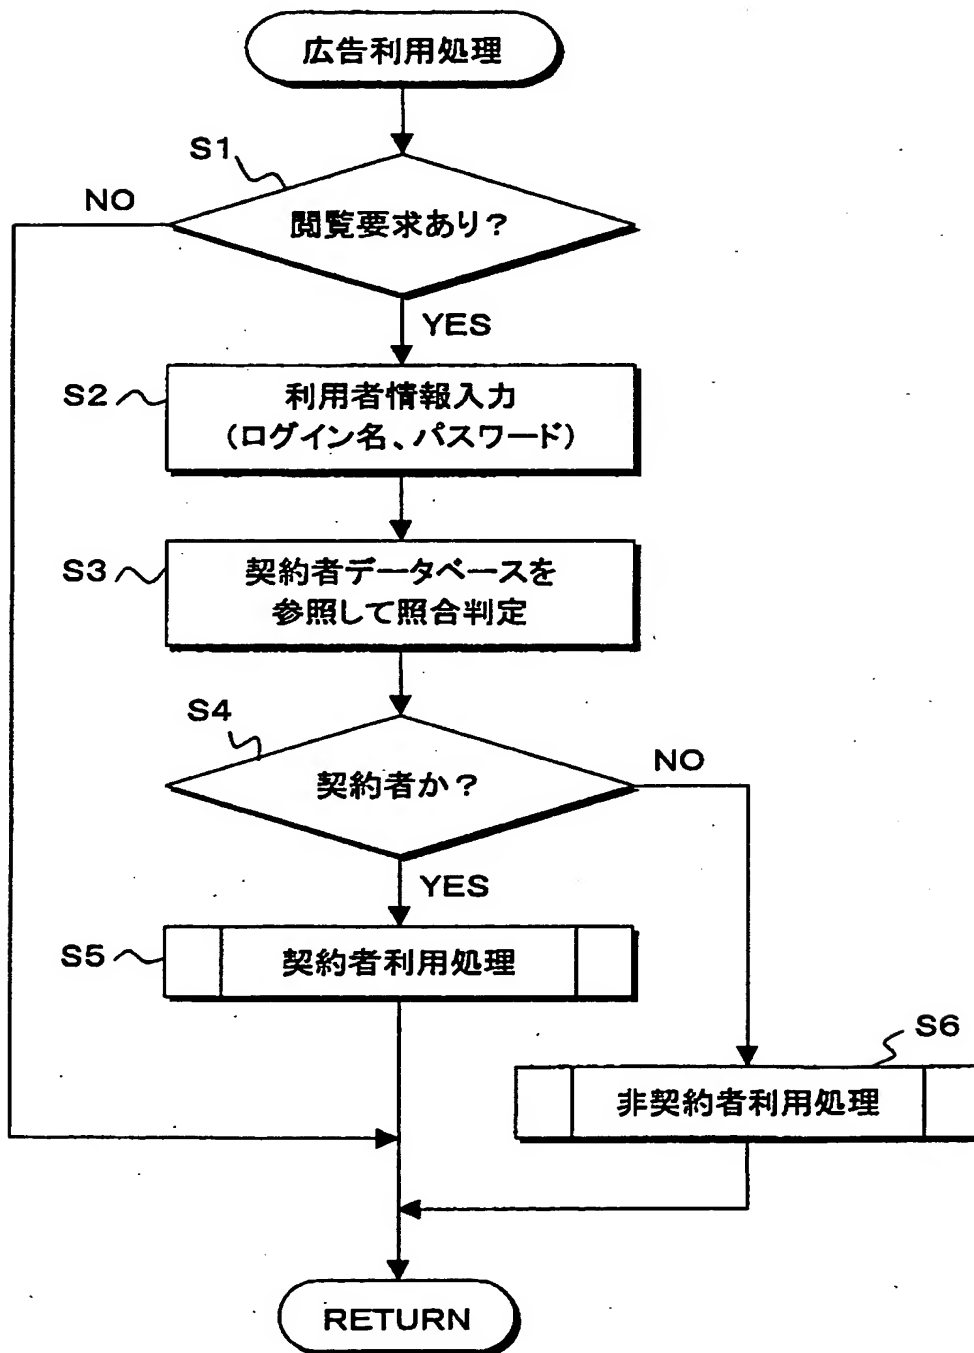 広告利用処理
S1
NO
閲覧要求あり？
YES
S2
利用者情報入力
（ログイン名、パスワード）
S3
契約者データベースを
参照して照合判定
S4
契約者か？
NO
YES
S5
契約者利用処理
S6
非契約者利用処理
RETURN